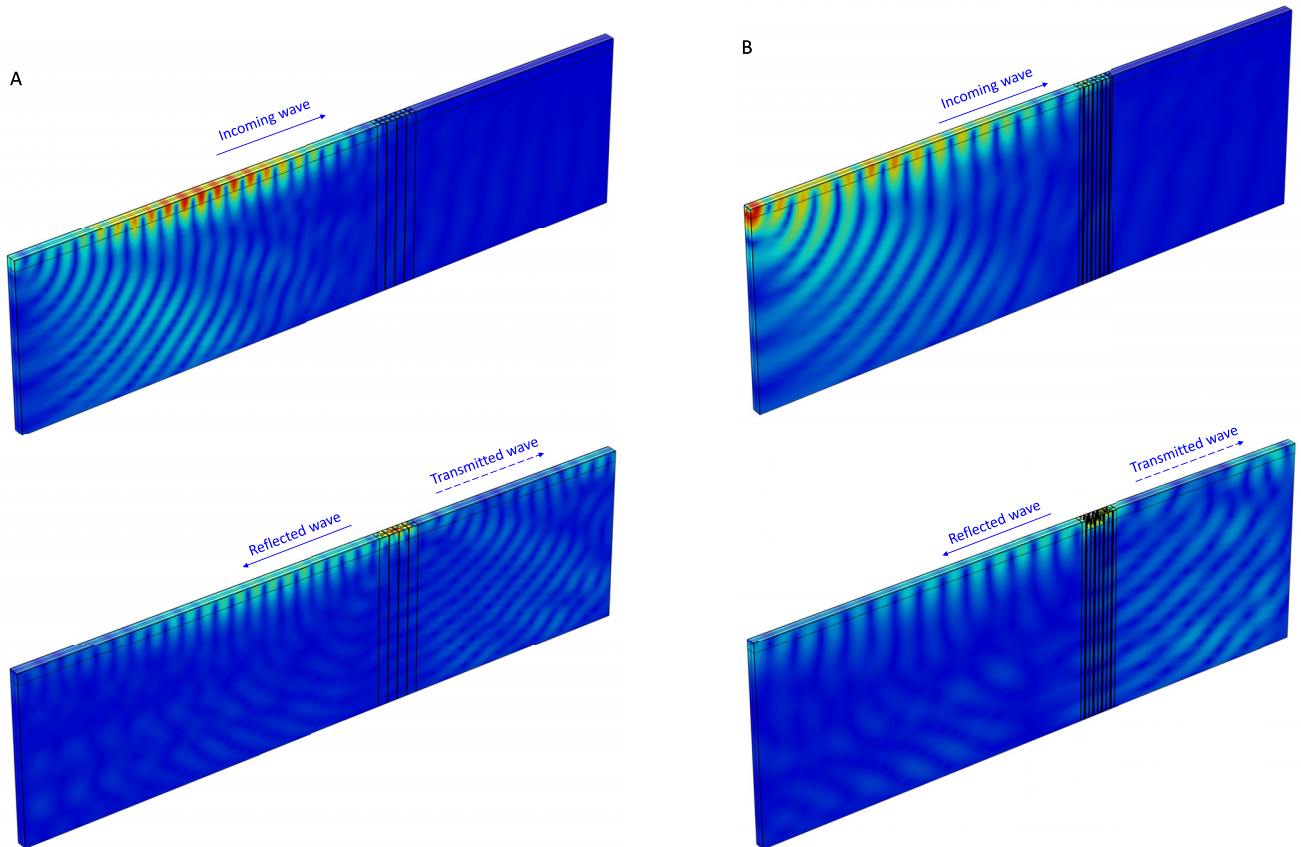 A
Incoming wave
B
Incoming wave
Reflected wave
Transmitted wave
Reflected wave
Transmitted wave